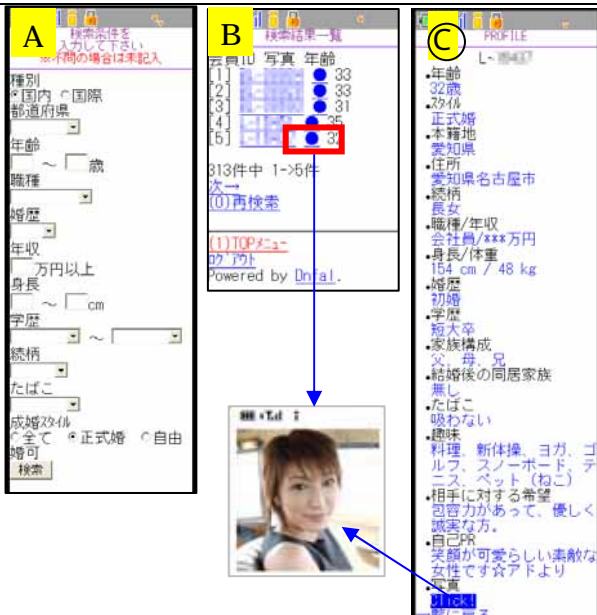 A
検索条件を
入力して下さい
※不問の場合は未記入
種別
国内 国際
都道府県
年齢
～ 歳
職種
婚歴
年収
万円以上
身長
～ cm
学歴
～
続柄
たばこ
成婚スタイル
全て 正式婚 自由
婚可
検索
B
検索結果一覧
会員ID 写真 年齢
[1] 33
[2] 33
[3] 31
[4] 35
[5] 32
313件中 1->5件
次→
(0)再検索
(1)TOPメニュー
ログアウト
Powered by Dnfal.
C
PROFILE
L-
・年齢
32歳
・スタイル
正式婚
・本籍地
愛知県
・住所
愛知県名古屋市
・続柄
長女
・職種/年収
会社員/***万円
・身長/体重
154 cm / 48 kg
・婚歴
初婚
・学歴
短大卒
・家族構成
父、母、兄
・結婚後の同居家族
無し
・たばこ
吸わない
・趣味
料理、新体操、ヨガ、ゴ
ルフ、スノーボード、テ
ニス、ペット（ねこ）
・相手に対する希望
包容力があって、優しく
誠実な方。
・自己PR
笑顔が可愛らしい素敵な
女性です☆アドより
・写真
Click!
一覧に戻る